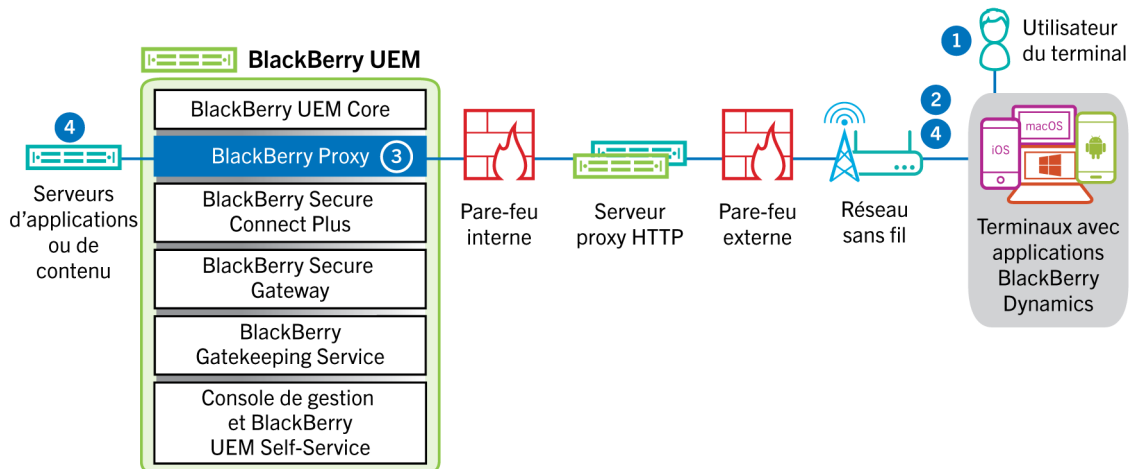 BlackBerry UEM
BlackBerry UEM Core
4
BlackBerry Proxy
3
Serveurs
d'applications
ou de
contenu
BlackBerry Secure
Connect Plus
BlackBerry Secure
Gateway
BlackBerry
Gatekeeping Service
Console de gestion
et BlackBerry
UEM Self-Service
Pare-feu
interne
Serveur
proxy HTTP
Pare-feu
externe
Réseau
sans fil
2
4
1
Utilisateur
du terminal
macOS
iOS
Terminaux avec
applications
BlackBerry
Dynamics